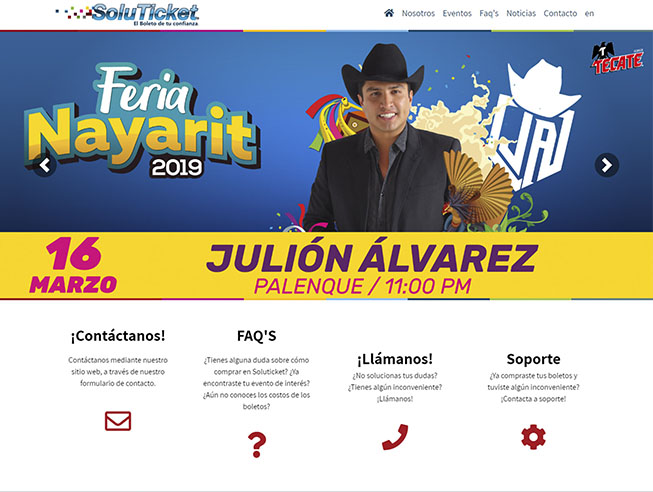 SoluTicket
El Boleto de tu confianza.
Nosotros Eventos Faq's Noticias Contacto en
Feria
Nayarit
2019
TECATE
JA
16
MARZO
JULIÓN ÁLVAREZ
PALENQUE / 11:00 PM
¡Contáctanos!
Contáctanos mediante nuestro
sitio web, a través de nuestro
formulario de contacto.
FAQ'S
¿Tienes alguna duda sobre cómo
comprar en Soluticket? ¿Ya
encontraste tu evento de interés?
¿Aún no conoces los costos de los
boletos?
¡Llámanos!
¿No solucionas tus dudas?
¿Tienes algún inconveniente?
¡Llámanos!
Soporte
¿Ya compraste tus boletos y
tuviste algún inconveniente?
¡Contacta a soporte!